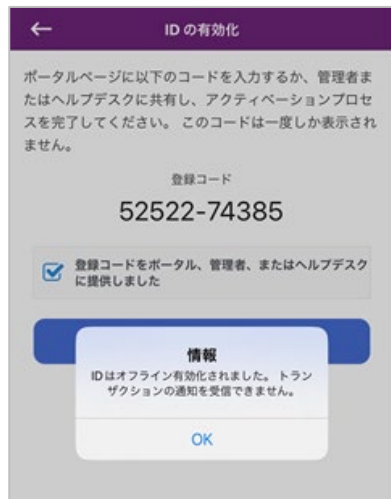 IDの有効化
ポータルページに以下のコードを入力するか、管理者ま
たはヘルプデスクに共有し、アクティベーションプロセ
スを完了してください。 このコードは一度しか表示され
ません。
登録コード
52522-74385
登録コードをポータル、管理者、またはヘルプデスク
に提供しました
情報
IDはオフライン有効化されました。 トラン
ザクションの通知を受信できません。
OK